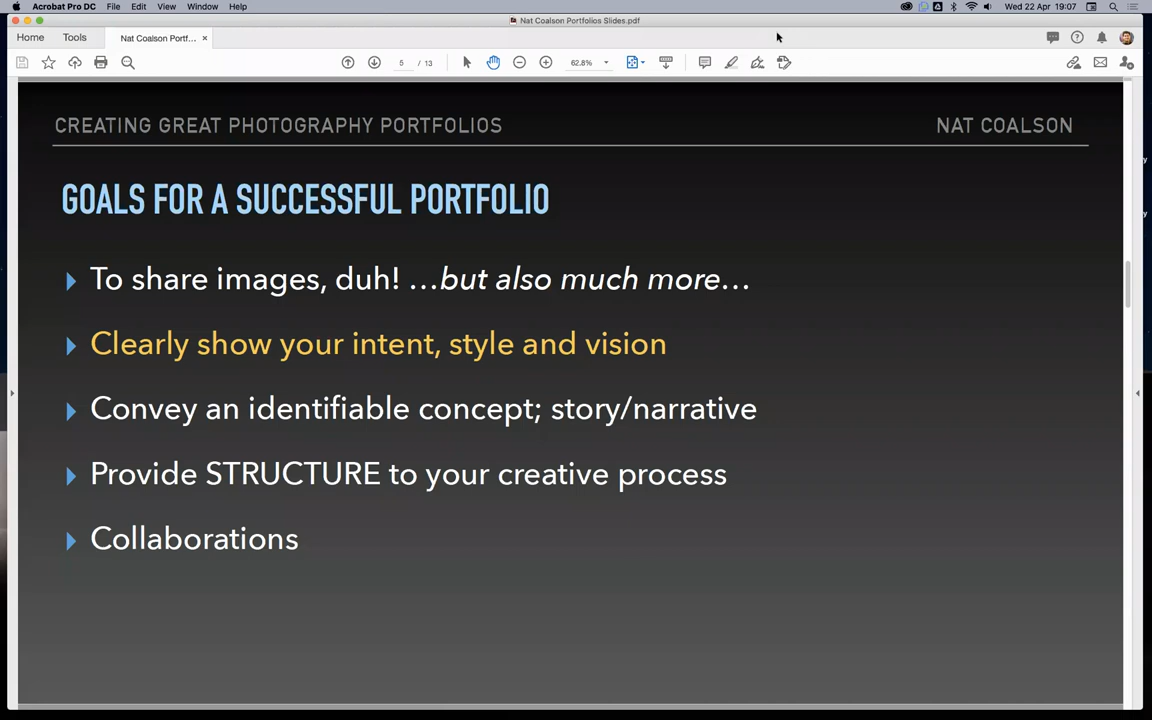 Acrobat Pro DC File Edit View Window Help Wed 22 Apr 19:07
Nat Coalson Portfolios Slides.pdf
Home Tools Nat Coalson Portf... ×
5 / 13 62.8%
CREATING GREAT PHOTOGRAPHY PORTFOLIOS NAT COALSON
GOALS FOR A SUCCESSFUL PORTFOLIO
To share images, duh! …but also much more…
Clearly show your intent, style and vision
Convey an identifiable concept; story/narrative
Provide STRUCTURE to your creative process
Collaborations